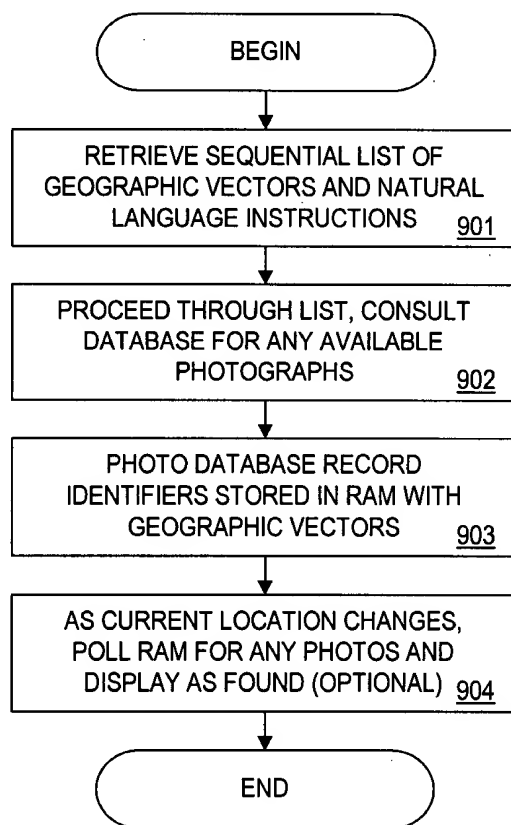 BEGIN
RETRIEVE SEQUENTIAL LIST OF
GEOGRAPHIC VECTORS AND NATURAL
LANGUAGE INSTRUCTIONS 901
PROCEED THROUGH LIST, CONSULT
DATABASE FOR ANY AVAILABLE
PHOTOGRAPHS 902
PHOTO DATABASE RECORD
IDENTIFIERS STORED IN RAM WITH
GEOGRAPHIC VECTORS 903
AS CURRENT LOCATION CHANGES,
POLL RAM FOR ANY PHOTOS AND
DISPLAY AS FOUND (OPTIONAL) 904
END